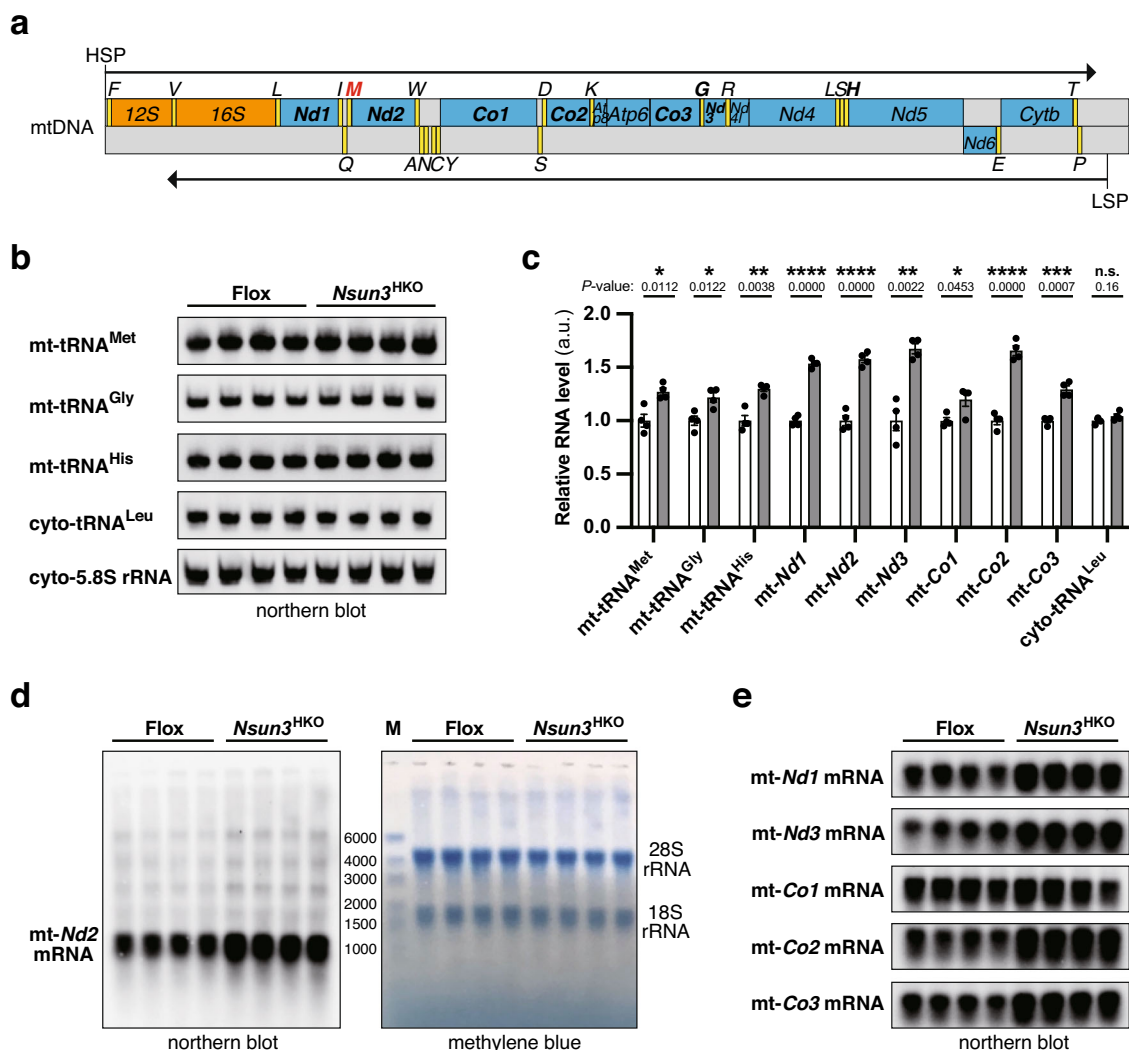 a
HSP
F V L I M W D K G R L S H T
mtDNA
12S 16S Nd1 Nd2 Co1 Co2 At p8 Atp6 Co3 Nd 3 Nd 4l Nd4 Nd5 Nd6 Cytb
Q A N C Y S E P
LSP
b
Flox Nsun3HKO
mt-tRNAMet
mt-tRNAGly
mt-tRNAHis
cyto-tRNALeu
cyto-5.8S rRNA
northern blot
c
* * ** **** **** ** * **** *** n.s.
P-value: 0.0112 0.0122 0.0038 0.0000 0.0000 0.0022 0.0453 0.0000 0.0007 0.16
Relative RNA level (a.u.)
2.0
1.5
1.0
0.5
0.0
mt-tRNAMet
mt-tRNAGly
mt-tRNAHis
mt-Nd1
mt-Nd2
mt-Nd3
mt-Co1
mt-Co2
mt-Co3
cyto-tRNALeu
d
Flox Nsun3HKO
mt-Nd2
mRNA
northern blot
M Flox Nsun3HKO
6000
4000
3000
2000
1500
1000
28S
rRNA
18S
rRNA
methylene blue
e
Flox Nsun3HKO
mt-Nd1 mRNA
mt-Nd3 mRNA
mt-Co1 mRNA
mt-Co2 mRNA
mt-Co3 mRNA
northern blot